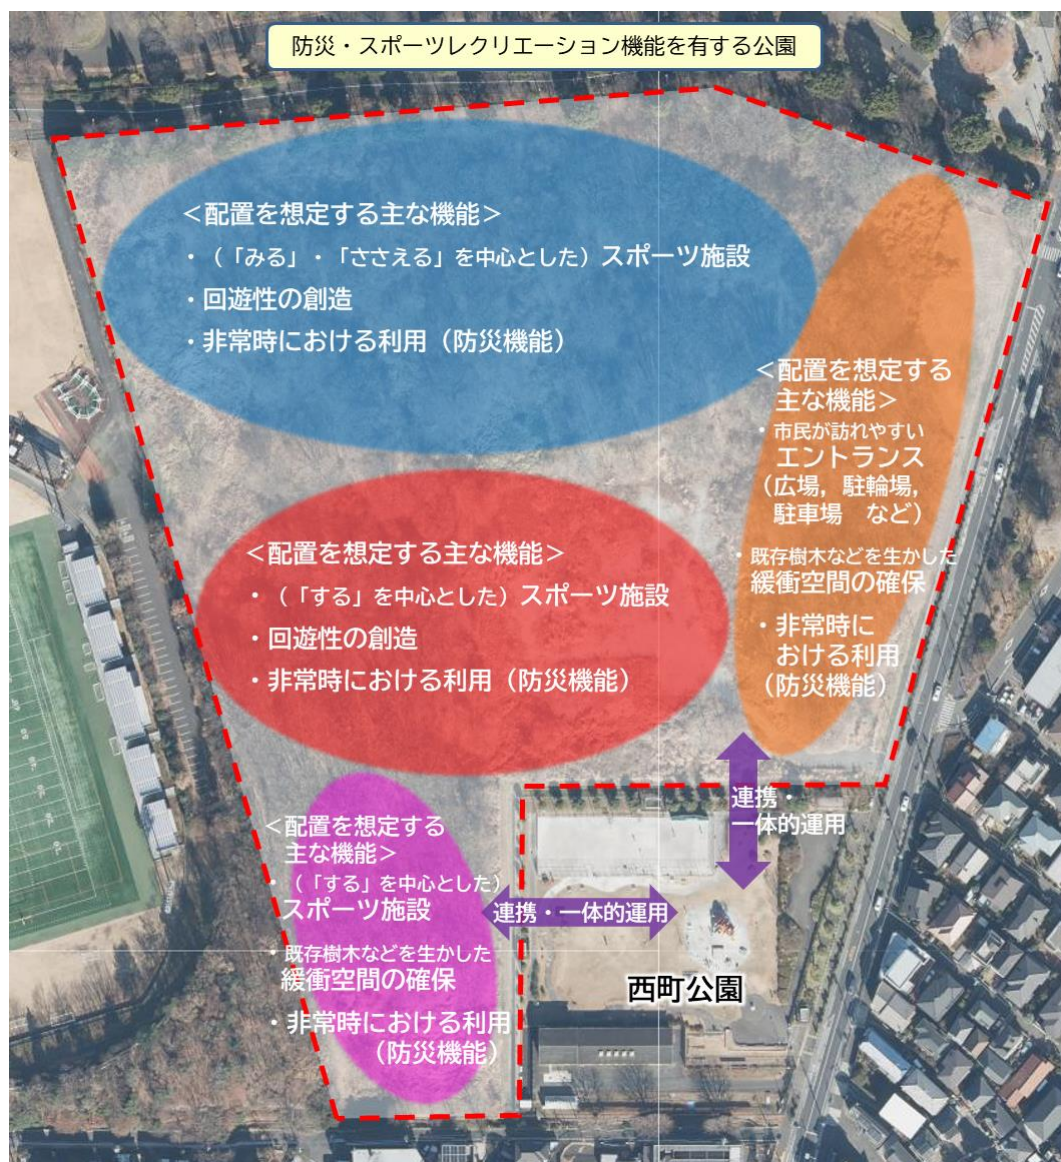 防災・スポーツレクリエーション機能を有する公園
＜配置を想定する主な機能＞
・（「みる」・「ささえる」を中心とした）スポーツ施設
・回遊性の創造
・非常時における利用（防災機能）
＜配置を想定する
主な機能＞
・市民が訪れやすい
エントランス
（広場，駐輪場，
駐車場　など）
・既存樹木などを生かした
緩衝空間の確保
・非常時に
おける利用
（防災機能）
＜配置を想定する主な機能＞
・（「する」を中心とした）スポーツ施設
・回遊性の創造
・非常時における利用（防災機能）
連携・
一体的運用
＜配置を想定する
主な機能＞
・（「する」を中心とした）
スポーツ施設
・既存樹木などを生かした
緩衝空間の確保
・非常時における利用
（防災機能）
連携・一体的運用
西町公園